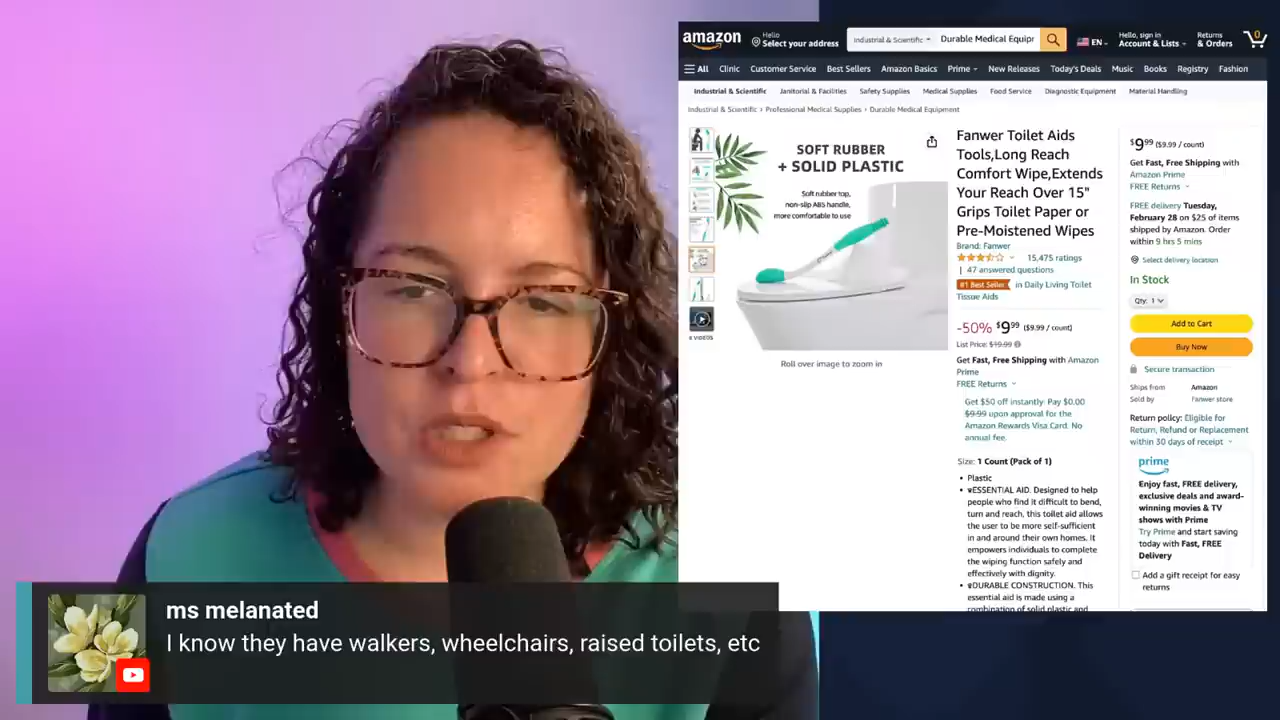 amazon
Hello
Select your address
Industrial & Scientific
Durable Medical Equipr
EN
Hello, sign in
Account & Lists
Returns
& Orders
0
All
Clinic
Customer Service
Best Sellers
Amazon Basics
Prime
New Releases
Today's Deals
Music
Books
Registry
Fashion
Industrial & Scientific
Janitorial & Facilities
Safety Supplies
Medical Supplies
Food Service
Diagnostic Equipment
Material Handling
Industrial & Scientific › Professional Medical Supplies › Durable Medical Equipment
SOFT RUBBER
+ SOLID PLASTIC
Soft rubber top,
non-slip ABS handle,
more comfortable to use
6 VIDEOS
Roll over image to zoom in
Fanwer Toilet Aids
Tools,Long Reach
Comfort Wipe,Extends
Your Reach Over 15"
Grips Toilet Paper or
Pre-Moistened Wipes
Brand: Fanwer
15,475 ratings
| 47 answered questions
#1 Best Seller in Daily Living Toilet
Tissue Aids
-50% $9.99 ($9.99 / count)
List Price: $19.99
Get Fast, Free Shipping with Amazon
Prime
FREE Returns
Get $50 off instantly: Pay $0.00
$9.99 upon approval for the
Amazon Rewards Visa Card. No
annual fee.
Size: 1 Count (Pack of 1)
• Plastic
• ESSENTIAL AID. Designed to help
people who find it difficult to bend,
turn and reach, this toilet aid allows
the user to be more self-sufficient
in and around their own homes. It
empowers individuals to complete
the wiping function safely and
effectively with dignity.
• DURABLE CONSTRUCTION. This
essential aid is made using a
combination of solid plastic and
$9.99 ($9.99 / count)
Get Fast, Free Shipping with
Amazon Prime
FREE Returns
FREE delivery Tuesday,
February 28 on $25 of items
shipped by Amazon. Order
within 9 hrs 5 mins
Select delivery location
In Stock
Qty: 1
Add to Cart
Buy Now
Secure transaction
Ships from Amazon
Sold by Fanwer store
Return policy: Eligible for
Return, Refund or Replacement
within 30 days of receipt
prime
Enjoy fast, FREE delivery,
exclusive deals and award-
winning movies & TV
shows with Prime
Try Prime and start saving
today with Fast, FREE
Delivery
Add a gift receipt for easy
returns
ms melanated
I know they have walkers, wheelchairs, raised toilets, etc